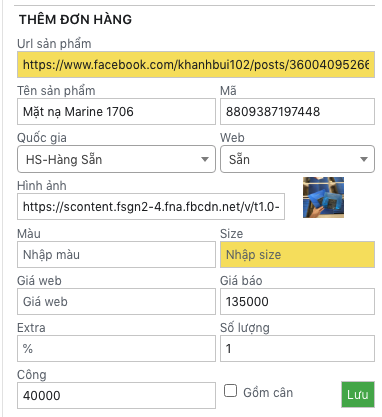 THÊM ĐƠN HÀNG
Url sản phẩm
https://www.facebook.com/khanhbui102/posts/36004095266
Tên sản phẩm Mã
Mặt nạ Marine 1706 8809387197448
Quốc gia Web
HS-Hàng Sẵn Sẵn
Hình ảnh
https://scontent.fsgn2-4.fna.fbcdn.net/v/t1.0-
Màu Size
Nhập màu Nhập size
Giá web Giá báo
Giá web 135000
Extra Số lượng
% 1
Công
40000 Gồm cân Lưu